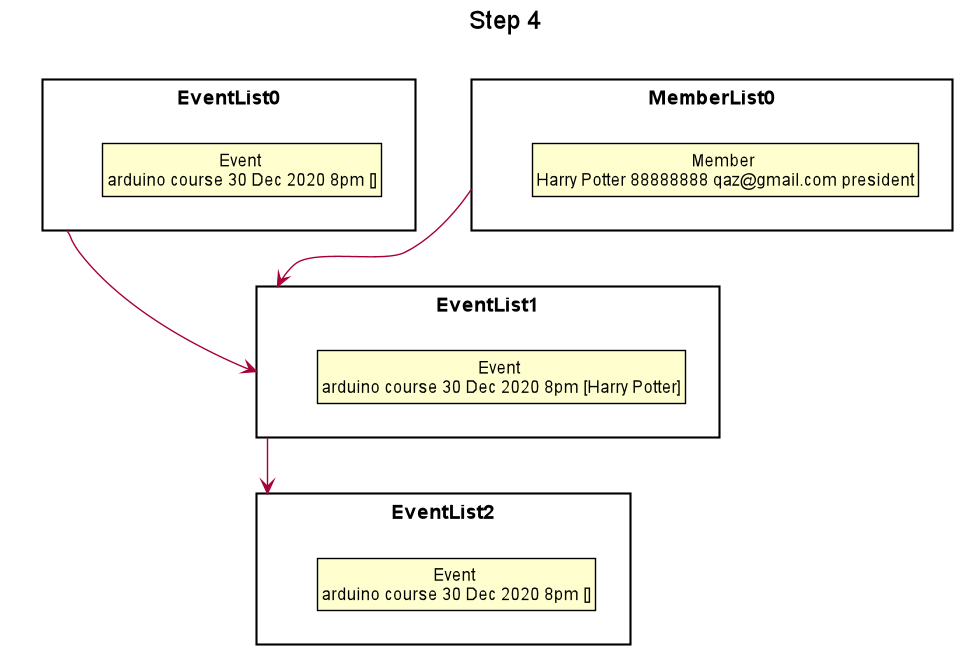 Step 4
EventList0
Event
arduino course 30 Dec 2020 8pm []
MemberList0
Member
Harry Potter 88888888 qaz@gmail.com president
EventList1
Event
arduino course 30 Dec 2020 8pm [Harry Potter]
EventList2
Event
arduino course 30 Dec 2020 8pm []